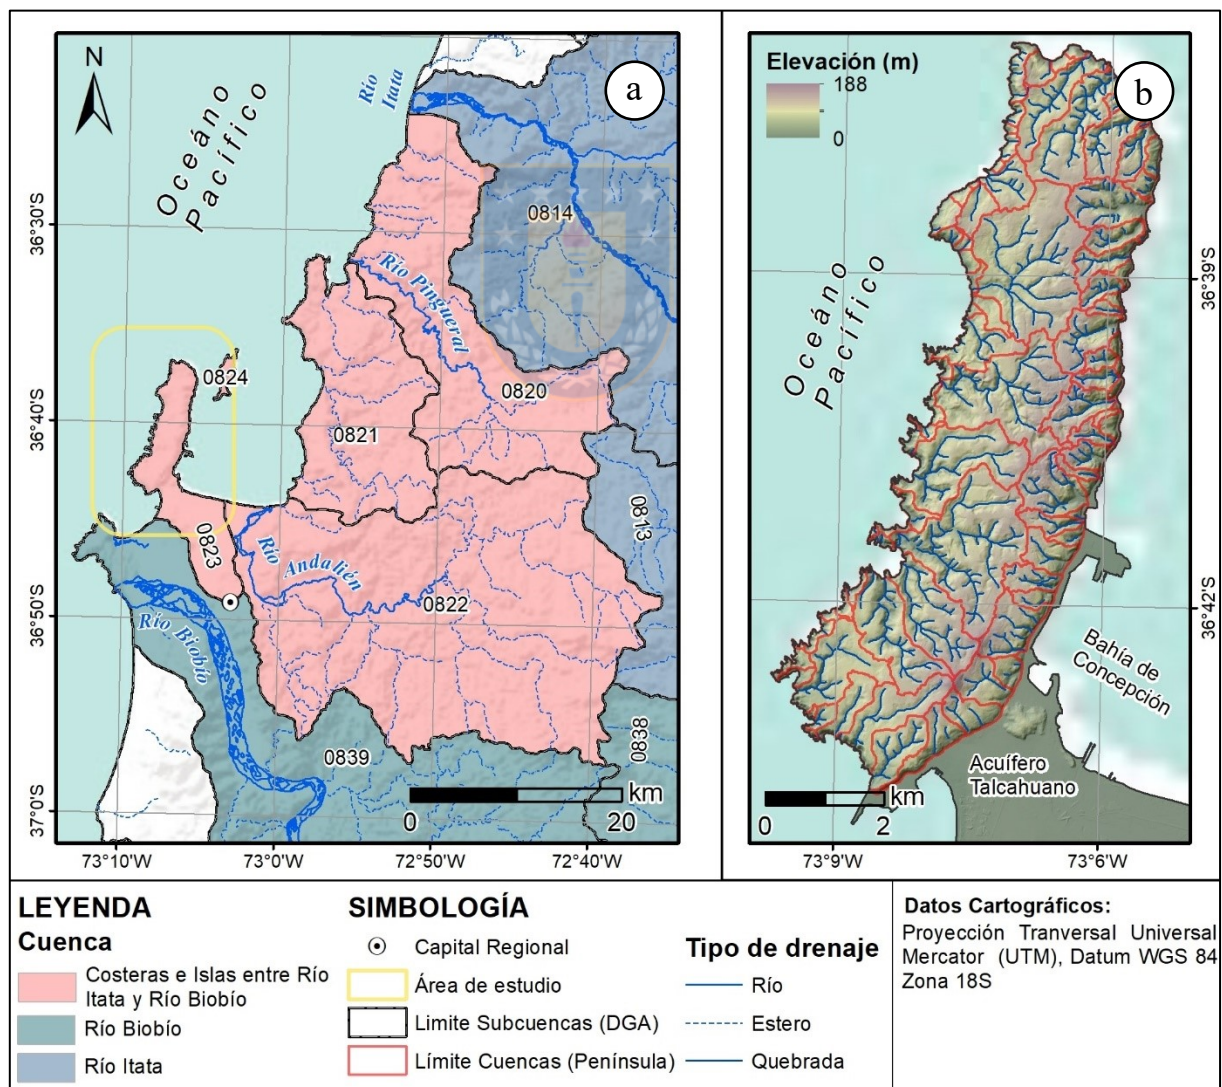 N
Oceáno
Pacífico
Río
Itata
a
36°30'S
36°40'S
36°50'S
37°0'S
0814
Río Pingueral
0824
0820
0821
0813
0823
Río Andalién
0822
Río Biobío
0839
0838
km
0 20
73°10'W 73°0'W 72°50'W 72°40'W
Elevación (m)
188
0
b
Oceáno
Pacífico
36°39'S
36°42'S
Bahía de
Concepción
Acuífero
Talcahuano
km
0 2
73°9'W 73°6'W
LEYENDA
Cuenca
Costeras e Islas entre Río
Itata y Río Biobío
Río Biobío
Río Itata
SIMBOLOGÍA
Capital Regional
Área de estudio
Limite Subcuencas (DGA)
Límite Cuencas (Península)
Tipo de drenaje
Río
Estero
Quebrada
Datos Cartográficos:
Proyección Tranversal Universal
Mercator (UTM), Datum WGS 84
Zona 18S